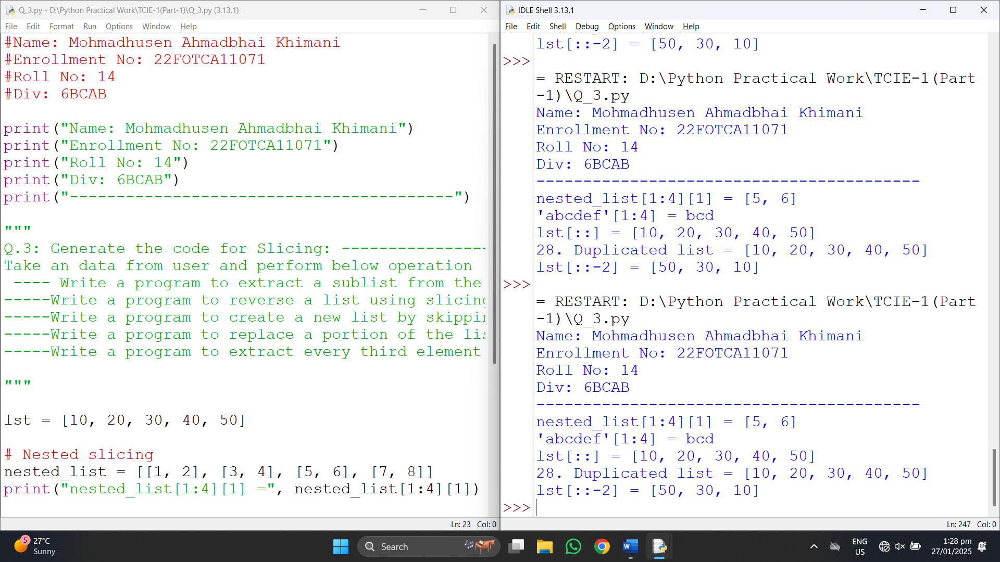 Q_3.py - D:\Python Practical Work\TCIE-1(Part-1)\Q_3.py (3.13.1)
File Edit Format Run Options Window Help
#Name: Mohmadhusen Ahmadbhai Khimani
#Enrollment No: 22FOTCA11071
#Roll No: 14
#Div: 6BCAB
print("Name: Mohmadhusen Ahmadbhai Khimani")
print("Enrollment No: 22FOTCA11071")
print("Roll No: 14")
print("Div: 6BCAB")
print("-----------------------------------------")
"""
Q.3: Generate the code for Slicing: ----------------
Take an data from user and perform below operation
---- Write a program to extract a sublist from the
-----Write a program to reverse a list using slicing
-----Write a program to create a new list by
-----Write a program to replace a portion of the
-----Write a program to extract every third element
"""
lst = [10, 20, 30, 40, 50]
# Nested slicing
nested_list = [[1, 2], [3, 4], [5, 6], [7, 8]]
print("nested_list[1:4][1] =", nested_list[1:4][1])
Ln: 23 Col: 0
IDLE Shell 3.13.1
File Edit Shell Debug Options Window Help
lst[::-2] = [50, 30, 10]
>>>
= RESTART: D:\Python Practical Work\TCIE-1(Part
-1)\Q_3.py
Name: Mohmadhusen Ahmadbhai Khimani
Enrollment No: 22FOTCA11071
Roll No: 14
Div: 6BCAB
-----------------------------------------
nested_list[1:4][1] = [5, 6]
'abcdef'[1:4] = bcd
lst[::] = [10, 20, 30, 40, 50]
28. Duplicated list = [10, 20, 30, 40, 50]
lst[::-2] = [50, 30, 10]
>>>
= RESTART: D:\Python Practical Work\TCIE-1(Part
-1)\Q_3.py
Name: Mohmadhusen Ahmadbhai Khimani
Enrollment No: 22FOTCA11071
Roll No: 14
Div: 6BCAB
-----------------------------------------
nested_list[1:4][1] = [5, 6]
'abcdef'[1:4] = bcd
lst[::] = [10, 20, 30, 40, 50]
28. Duplicated list = [10, 20, 30, 40, 50]
lst[::-2] = [50, 30, 10]
>>>
Ln: 247 Col: 0
5
27°C
Sunny
Search
ENG
US
1:28 pm
27/01/2025